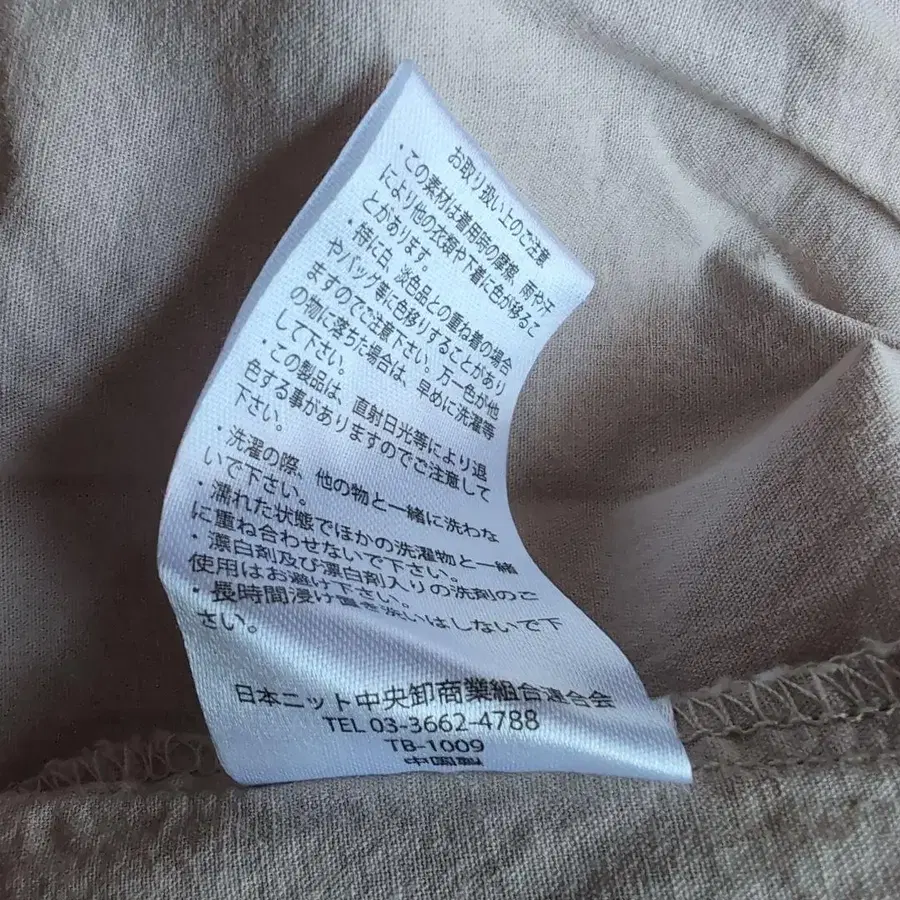 お取り扱い上のご注意
・この素材は着用時の摩擦、雨や汗
により他の衣類や下着に色が移るこ
とがあります。
・特に白、淡色品との重ね着の場合
やバッグ等に色移りすることがあり
ますのでご注意下さい。万一色が他
の物に落ちた場合は、早めに洗濯等
して下さい。
・この製品は、直射日光等により退
色する事がありますのでご注意して
下さい。
・洗濯の際、他の物と一緒に洗わな
いで下さい。
・濡れた状態でほかの洗濯物と一緒
に重ね合わせないで下さい。
・漂白剤及び漂白剤入りの洗剤のご
使用はお避け下さい。
・長時間浸け置き洗いはしないで下
さい。
日本ニット中央卸商業組合連合会
TEL 03-3662-4788
TB-1009
中国製